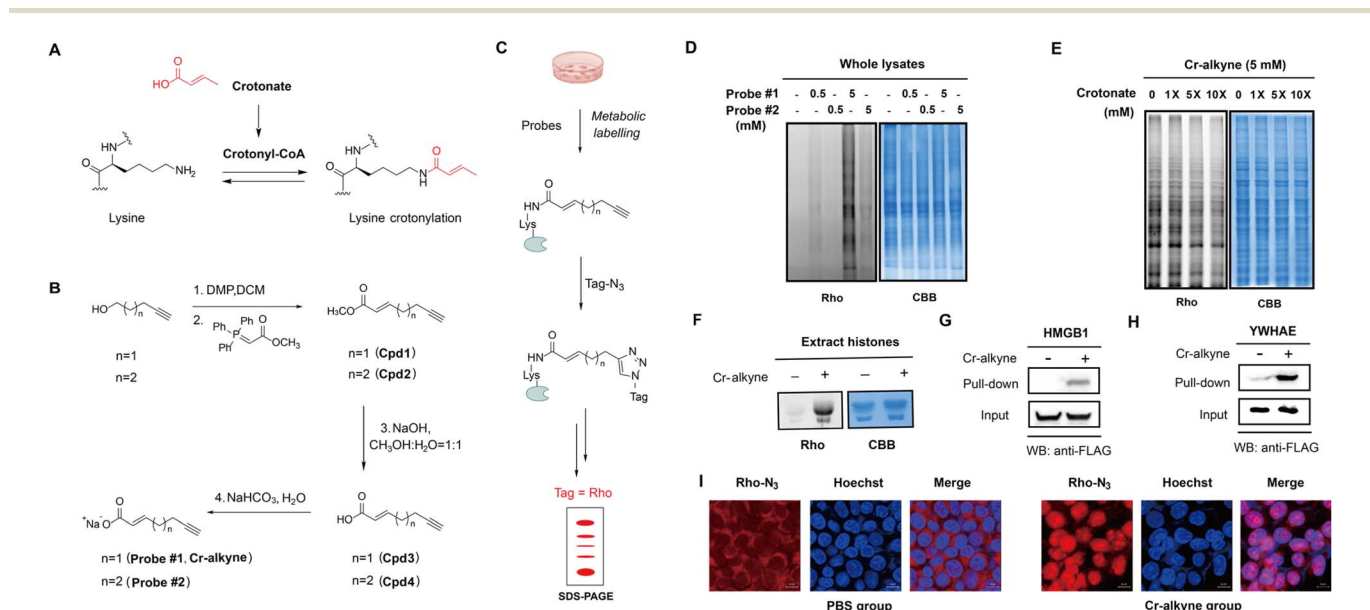 A
O
HO
Crotonate
Crotonyl-CoA
NH
O
NH₂
Lysine
NH
O
N
H
O
Lysine crotonylation
B
HO
( )n
n=1
n=2
1. DMP,DCM
2.
Ph
Ph
P
Ph
O
OCH₃
O
H₃CO
( )n
n=1 (Cpd1)
n=2 (Cpd2)
3. NaOH,
CH₃OH:H₂O=1:1
O
HO
( )n
n=1 (Cpd3)
n=2 (Cpd4)
4. NaHCO₃, H₂O
O
⁺Na⁻O
( )n
n=1 (Probe #1, Cr-alkyne)
n=2 (Probe #2)
C
Probes
Metabolic
labelling
O
HN
Lys
( )n
Tag-N₃
O
HN
Lys
( )n
N
N
N
Tag
Tag = Rho
SDS-PAGE
D
Whole lysates
Probe #1 - 0.5 - 5 - - 0.5 - 5 -
Probe #2 - - 0.5 - 5 - - 0.5 - 5
(mM)
Rho CBB
E
Cr-alkyne (5 mM)
Crotonate 0 1X 5X 10X 0 1X 5X 10X
(mM)
Rho CBB
F
Extract histones
Cr-alkyne – + – +
Rho CBB
G
HMGB1
Cr-alkyne - +
Pull-down
Input
WB: anti-FLAG
H
YWHAE
Cr-alkyne - +
Pull-down
Input
WB: anti-FLAG
I
Rho-N₃ Hoechst Merge
PBS group
Rho-N₃ Hoechst Merge
Cr-alkyne group